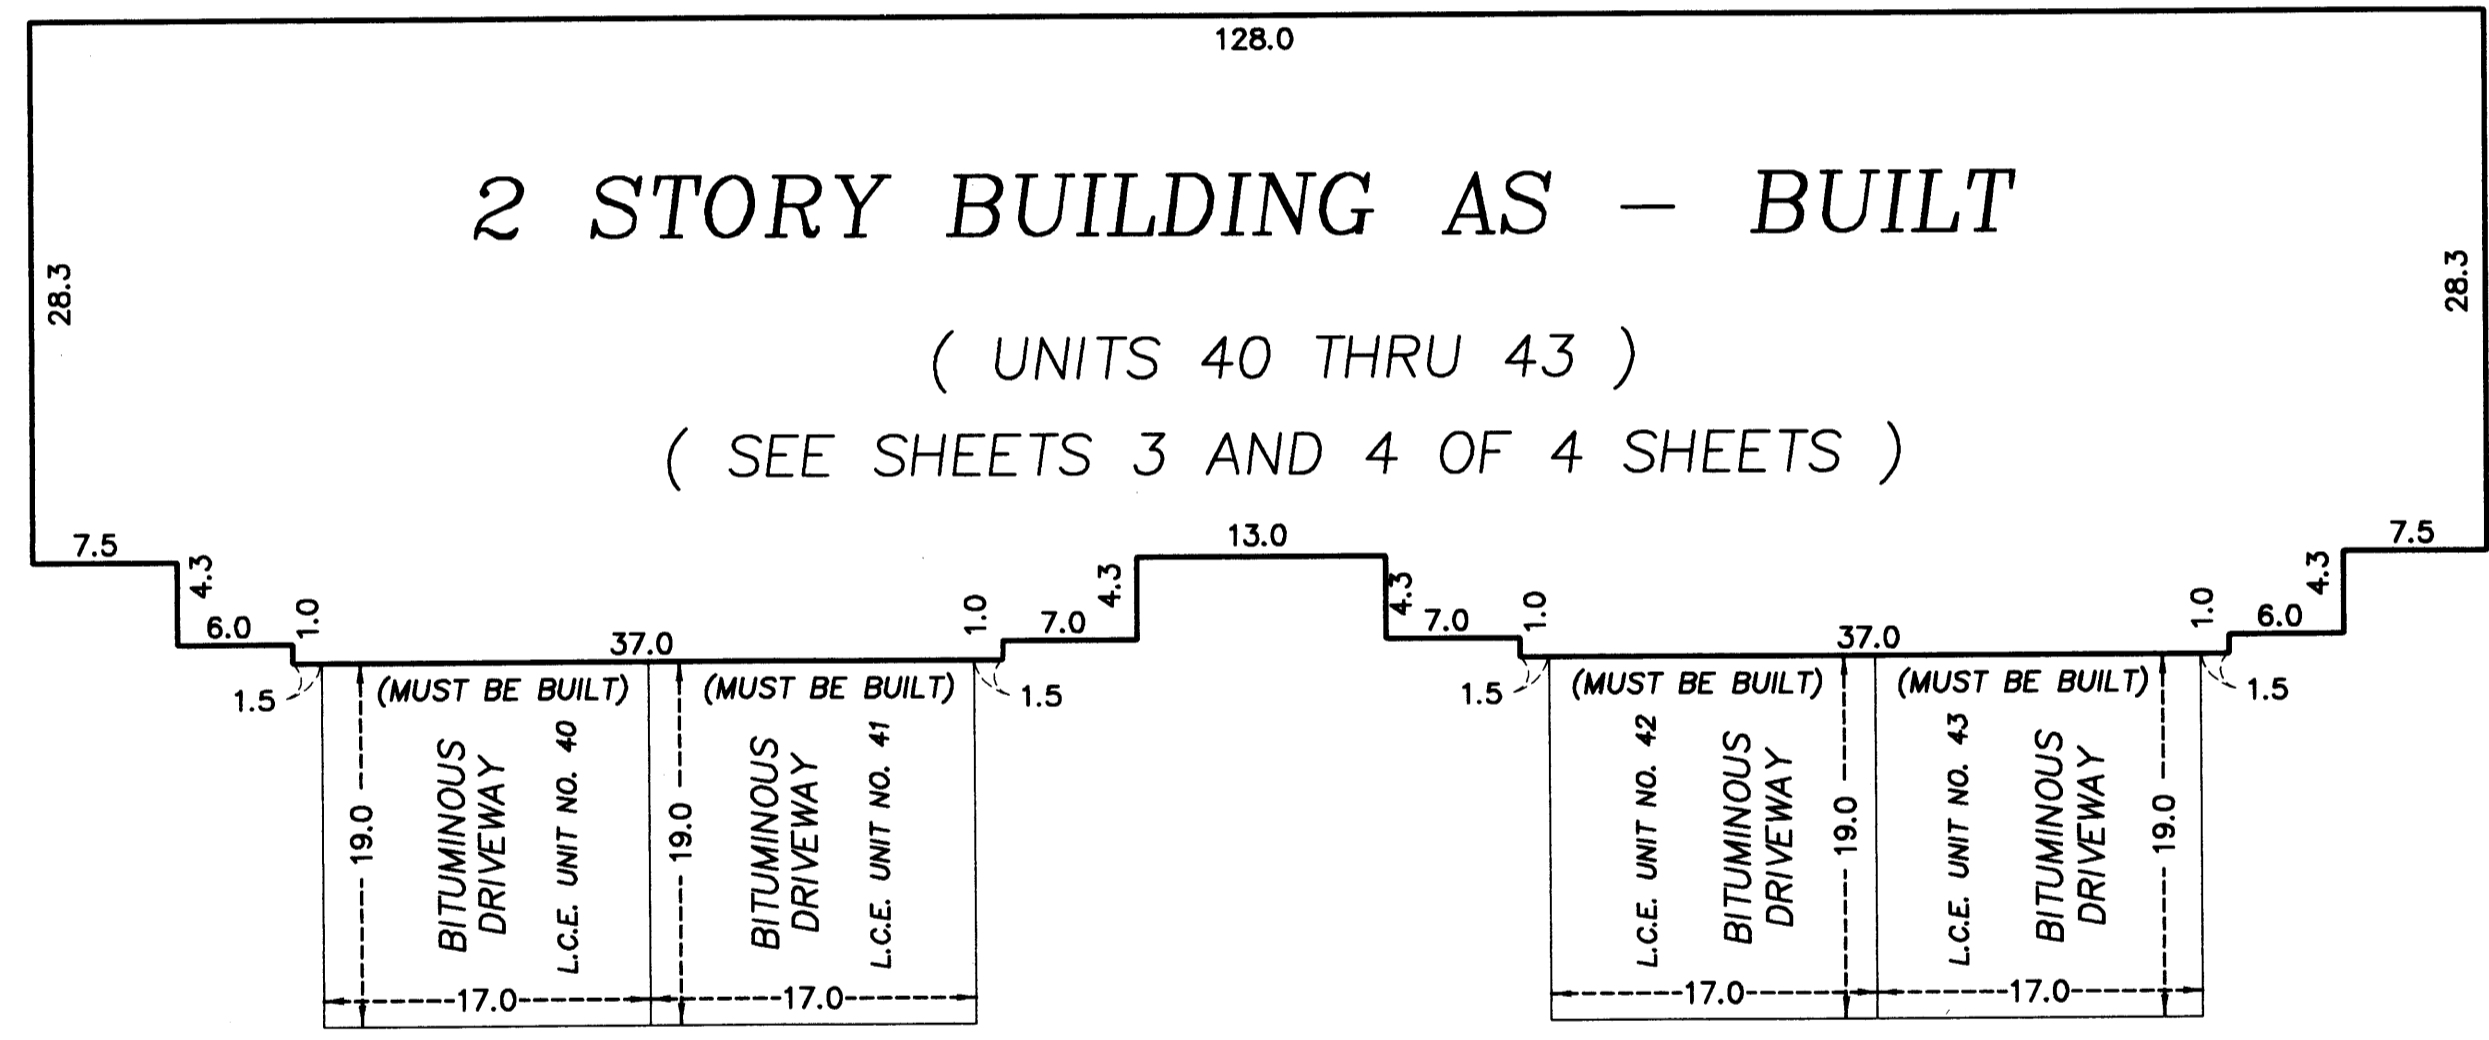 128.0
2 STORY BUILDING AS - BUILT
28.3
28.3
( UNITS 40 THRU 43 )
( SEE SHEETS 3 AND 4 OF 4 SHEETS )
7.5
4.3
6.0
1.0
37.0
1.0
7.0
4.3
13.0
4.3
7.0
1.0
37.0
1.0
6.0
4.3
7.5
1.5
(MUST BE BUILT)
(MUST BE BUILT)
1.5
1.5
(MUST BE BUILT)
(MUST BE BUILT)
1.5
19.0
BITUMINOUS
DRIVEWAY
L.C.E. UNIT NO. 40
19.0
BITUMINOUS
DRIVEWAY
L.C.E. UNIT NO. 41
L.C.E. UNIT NO. 42
BITUMINOUS
DRIVEWAY
19.0
L.C.E. UNIT NO. 43
BITUMINOUS
DRIVEWAY
19.0
17.0
17.0
17.0
17.0